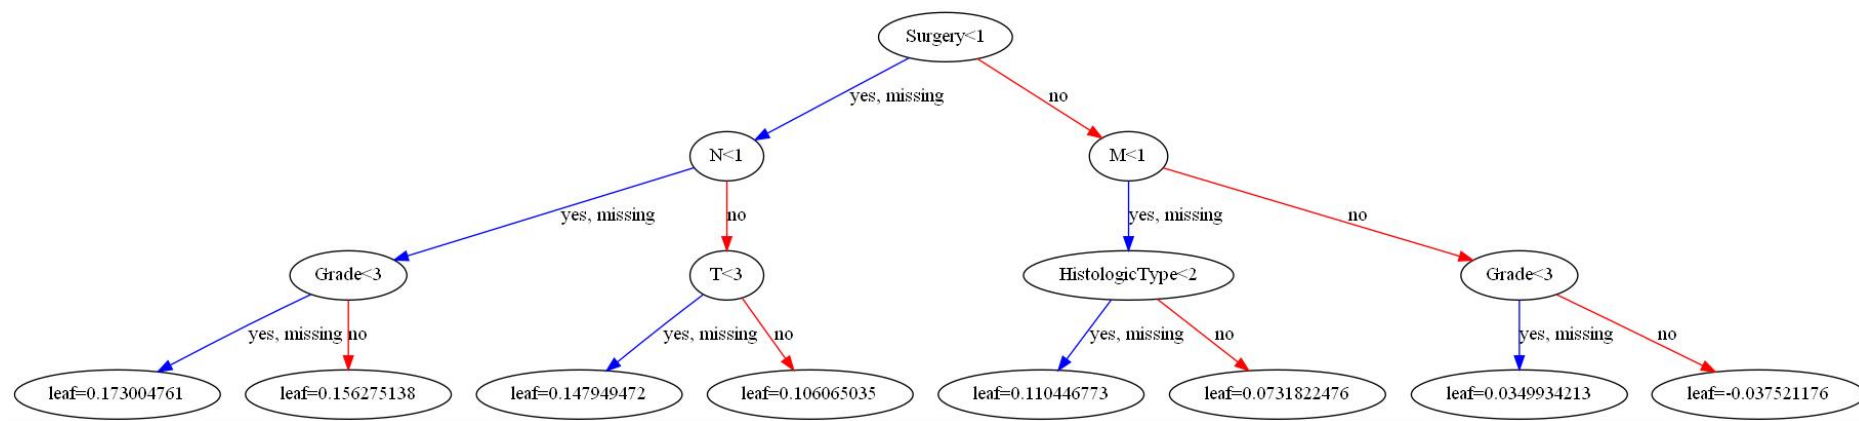 Surgery<1
yes, missing
no
N<1
M<1
yes, missing
no
yes, missing
no
Grade<3
T<3
HistologicType<2
Grade<3
yes, missing
no
yes, missing
no
yes, missing
no
yes, missing
no
leaf=0.173004761
leaf=0.156275138
leaf=0.147949472
leaf=0.106065035
leaf=0.110446773
leaf=0.0731822476
leaf=0.0349934213
leaf=-0.037521176